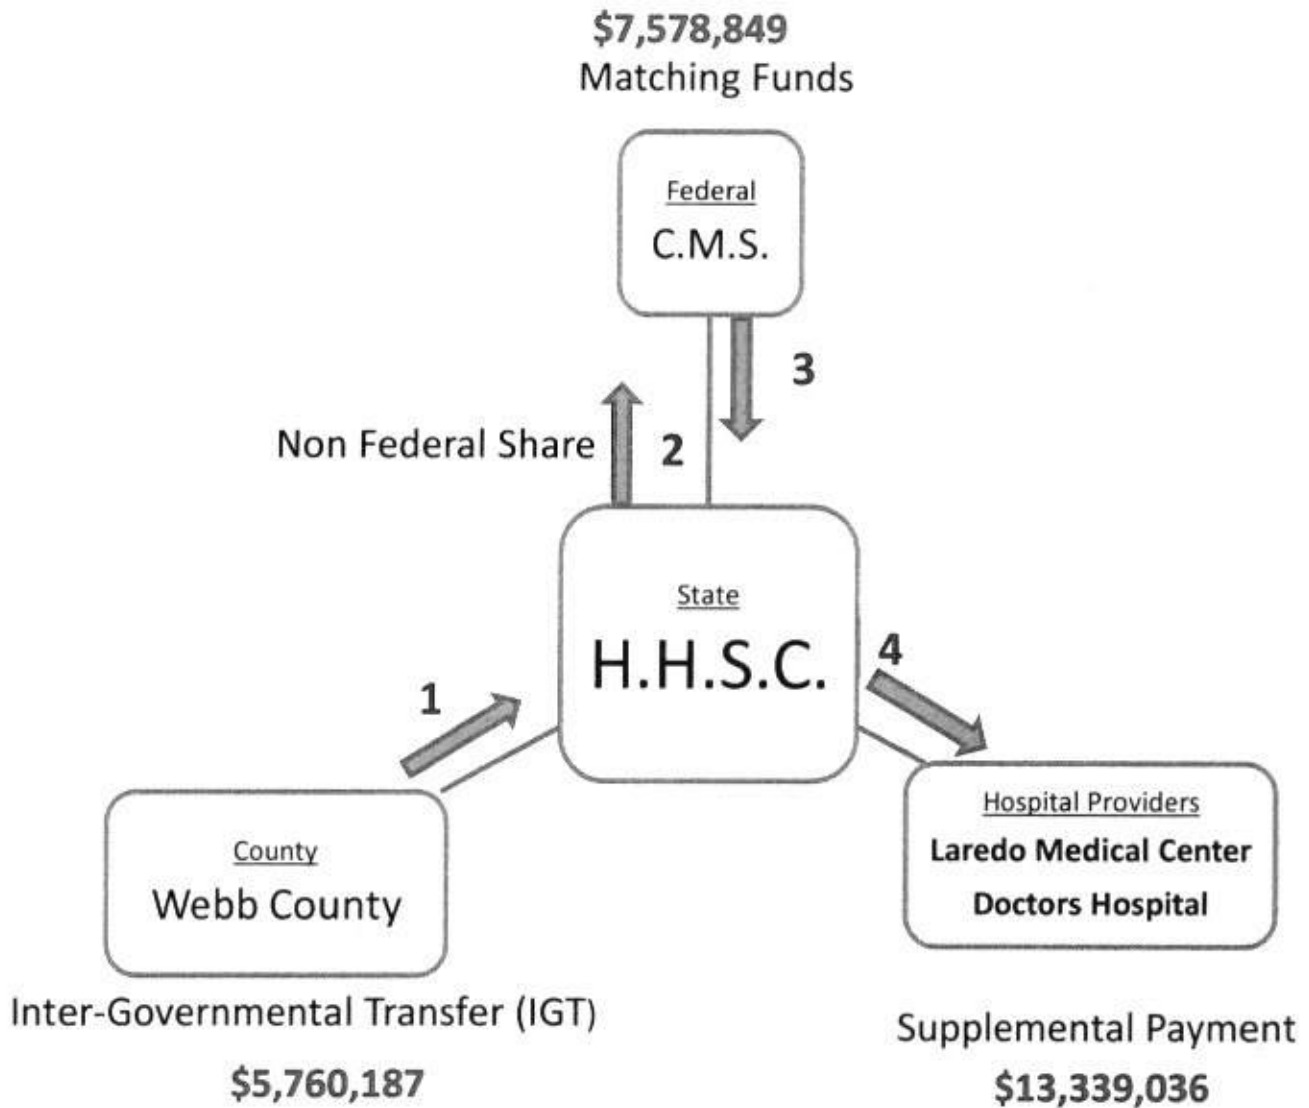 $7,578,849
Matching Funds
Federal
C.M.S.
3
Non Federal Share
2
State
H.H.S.C.
4
1
Hospital Providers
Laredo Medical Center
Doctors Hospital
County
Webb County
Inter-Governmental Transfer (IGT)
$5,760,187
Supplemental Payment
$13,339,036